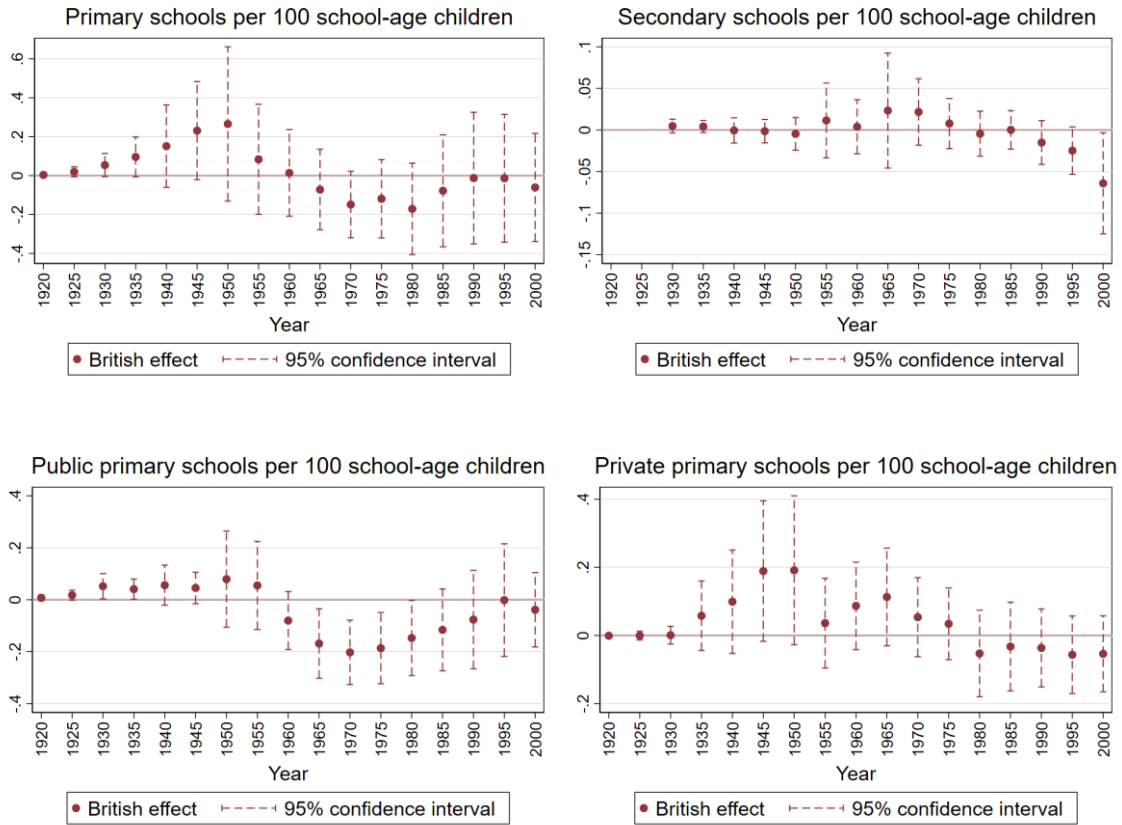 Primary schools per 100 school-age children
.6
.4
.2
0
-.2
-.4
1920 1925 1930 1935 1940 1945 1950 1955 1960 1965 1970 1975 1980 1985 1990 1995 2000
Year
British effect 95% confidence interval
Secondary schools per 100 school-age children
.1
.05
0
-.05
-.1
-.15
1920 1925 1930 1935 1940 1945 1950 1955 1960 1965 1970 1975 1980 1985 1990 1995 2000
Year
British effect 95% confidence interval
Public primary schools per 100 school-age children
.4
.2
0
-.2
-.4
1920 1925 1930 1935 1940 1945 1950 1955 1960 1965 1970 1975 1980 1985 1990 1995 2000
Year
British effect 95% confidence interval
Private primary schools per 100 school-age children
.4
.2
0
-.2
1920 1925 1930 1935 1940 1945 1950 1955 1960 1965 1970 1975 1980 1985 1990 1995 2000
Year
British effect 95% confidence interval